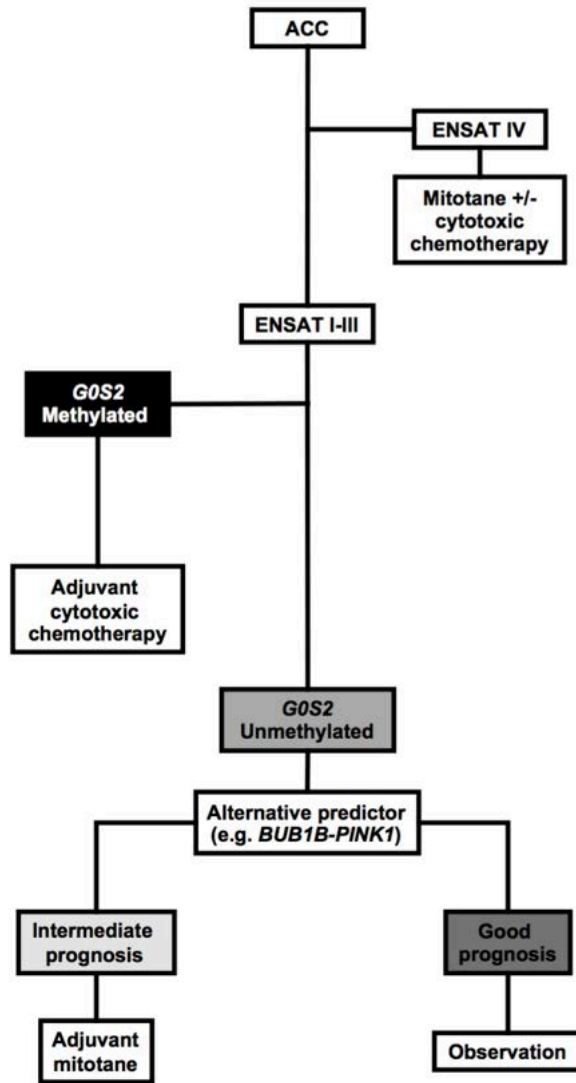 ACC
ENSAT IV
Mitotane +/-
cytotoxic
chemotherapy
ENSAT I-III
G0S2
Methylated
Adjuvant
cytotoxic
chemotherapy
G0S2
Unmethylated
Alternative predictor
(e.g. BUB1B-PINK1)
Intermediate
prognosis
Good
prognosis
Adjuvant
mitotane
Observation